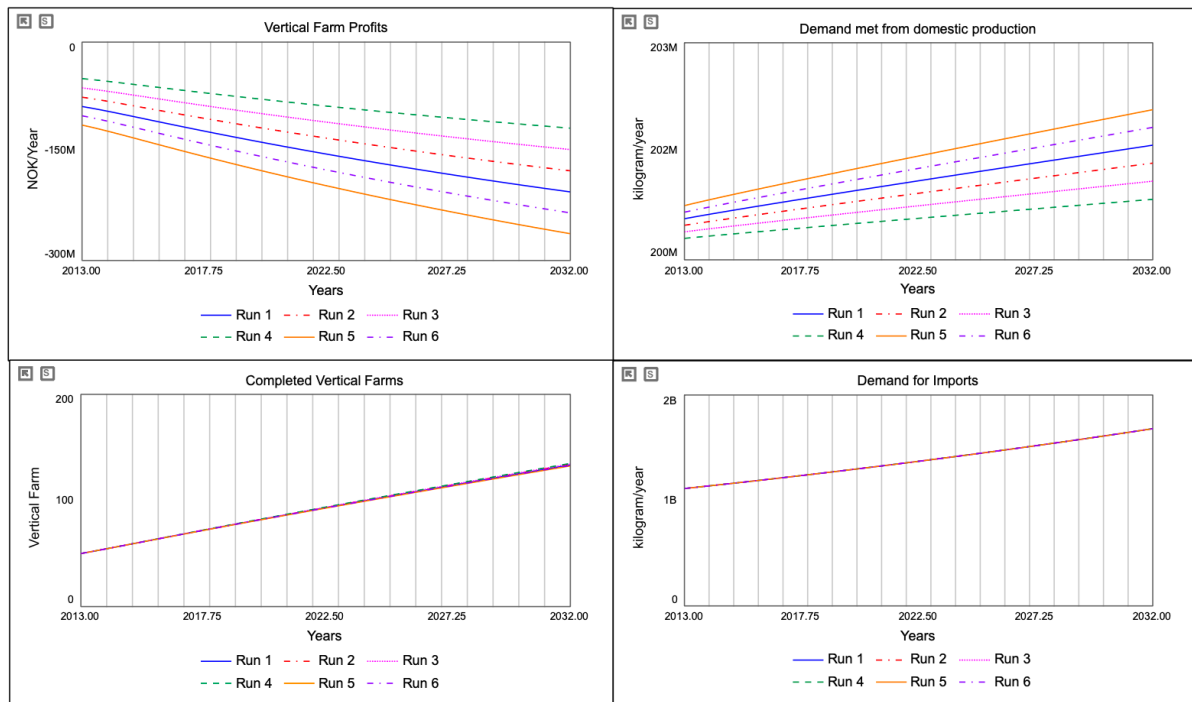 S
Vertical Farm Profits
0
-150M
-300M
NOK/Year
2013.00 2017.75 2022.50 2027.25 2032.00
Years
Run 1 Run 2 Run 3
Run 4 Run 5 Run 6
S
Demand met from domestic production
203M
202M
200M
kilogram/year
2013.00 2017.75 2022.50 2027.25 2032.00
Years
Run 1 Run 2 Run 3
Run 4 Run 5 Run 6
S
Completed Vertical Farms
200
100
0
Vertical Farm
2013.00 2017.75 2022.50 2027.25 2032.00
Years
Run 1 Run 2 Run 3
Run 4 Run 5 Run 6
S
Demand for Imports
2B
1B
0
kilogram/year
2013.00 2017.75 2022.50 2027.25 2032.00
Years
Run 1 Run 2 Run 3
Run 4 Run 5 Run 6